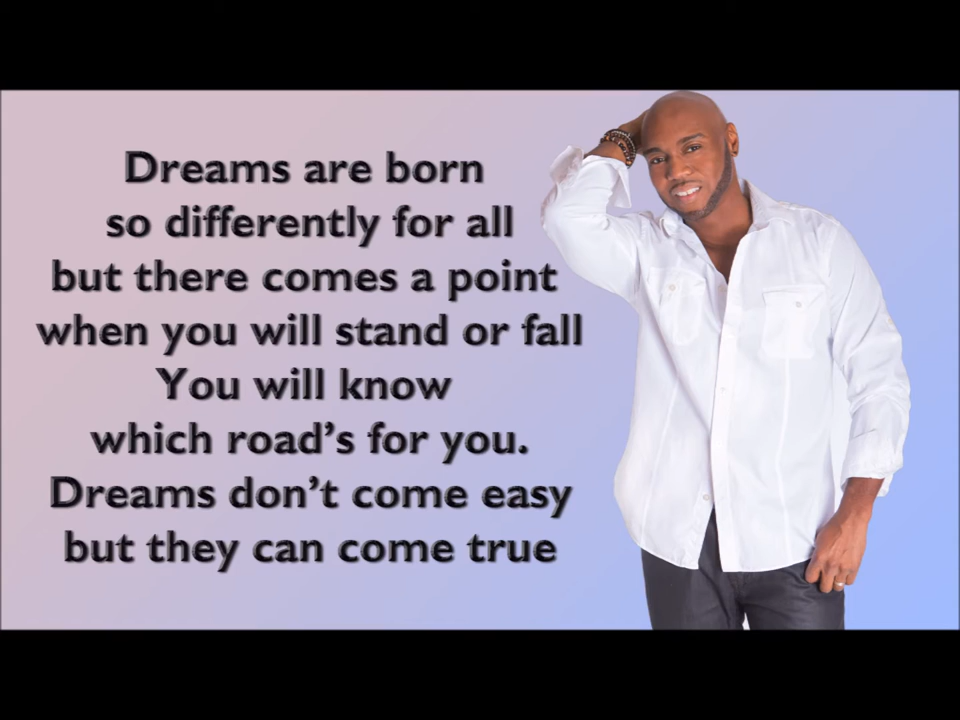 Dreams are born
so differently for all
but there comes a point
when you will stand or fall
You will know
which road’s for you.
Dreams don’t come easy
but they can come true